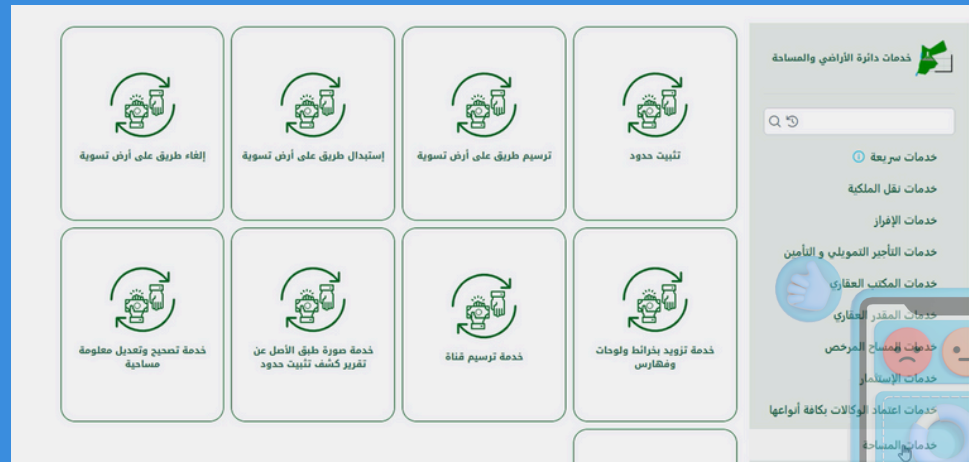 خدمات دائرة الأراضي والمساحة
خدمات سريعة
خدمات نقل الملكية
خدمات الإفراز
خدمات التأجير التمويلي و التأمين
خدمات المكتب العقاري
خدمات المقدر العقاري
خدمات المساح المرخص
خدمات الإستثمار
خدمات اعتماد الوكالات بكافة أنواعها
خدمات المساحة
تثبيت حدود
ترسيم طريق على أرض تسوية
إستبدال طريق على أرض تسوية
إلغاء طريق على أرض تسوية
خدمة تزويد بخرائط ولوحات
وفهارس
خدمة ترسيم قناة
خدمة صورة طبق الأصل عن
تقرير كشف تثبيت حدود
خدمة تصحيح وتعديل معلومة
مساحية